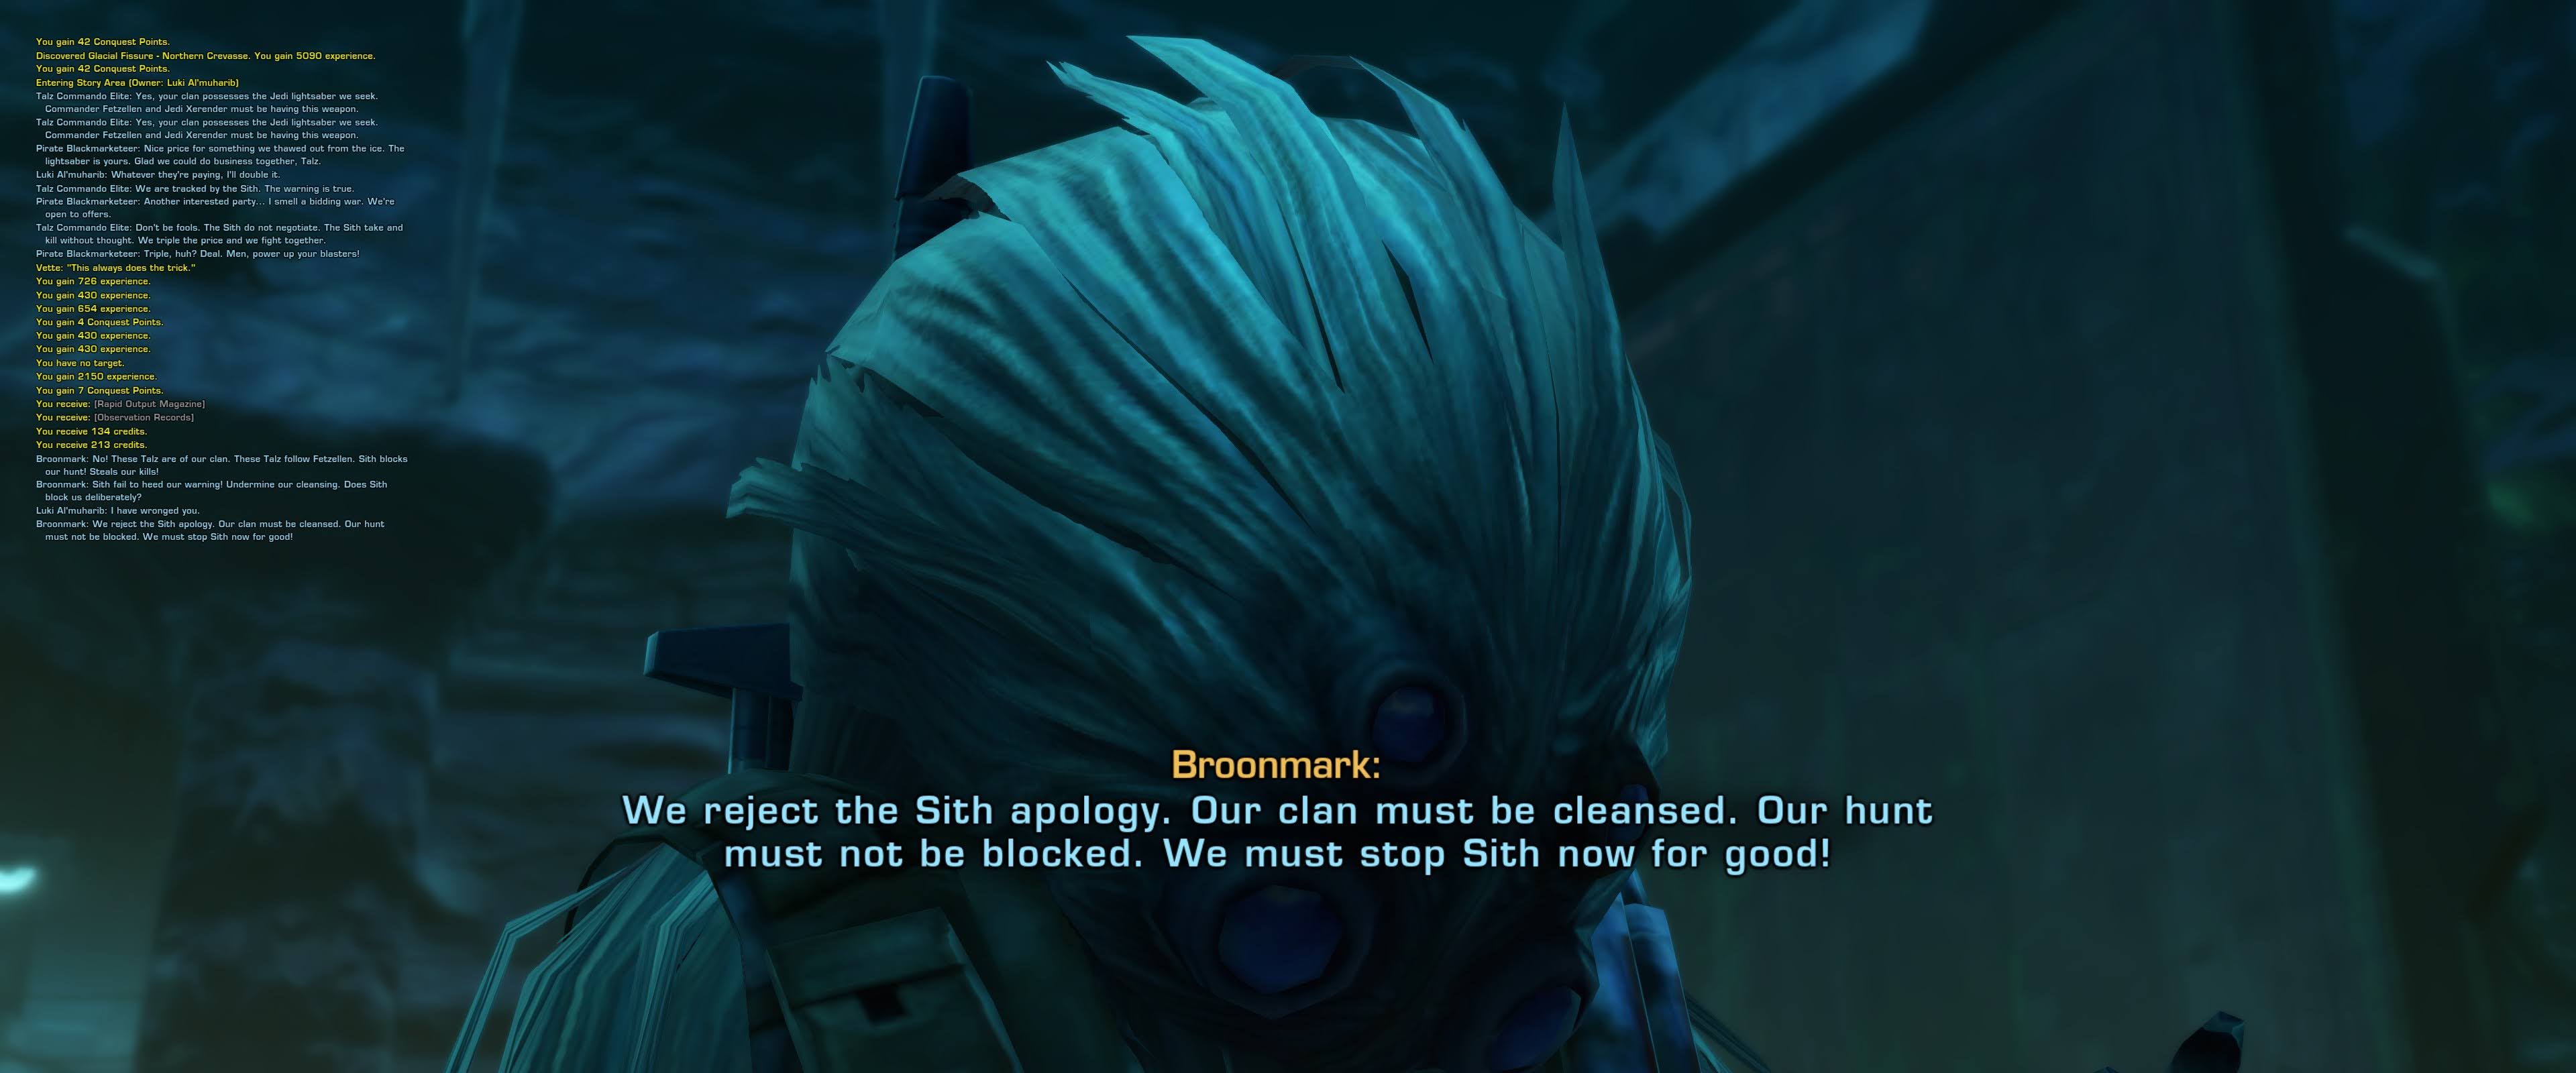 You gain 42 Conquest Points.
Discovered Glacial Fissure - Northern Crevasse. You gain 5090 experience.
You gain 42 Conquest Points.
Entering Story Area (Owner: Luki Al'muharib)
Talz Commando Elite: Yes, your clan possesses the Jedi lightsaber we seek.
Commander Fetzellen and Jedi Xerender must be having this weapon.
Talz Commando Elite: Yes, your clan possesses the Jedi lightsaber we seek.
Commander Fetzellen and Jedi Xerender must be having this weapon.
Pirate Blackmarketeer: Nice price for something we thawed out from the ice. The
lightsaber is yours. Glad we could do business together, Talz.
Luki Al'muharib: Whatever they're paying, I'll double it.
Talz Commando Elite: We are tracked by the Sith. The warning is true.
Pirate Blackmarketeer: Another interested party... I smell a bidding war. We're
open to offers.
Talz Commando Elite: Don't be fools. The Sith do not negotiate. The Sith take and
kill without thought. We triple the price and we fight together.
Pirate Blackmarketeer: Triple, huh? Deal. Men, power up your blasters!
Vette: "This always does the trick."
You gain 726 experience.
You gain 430 experience.
You gain 654 experience.
You gain 4 Conquest Points.
You gain 430 experience.
You gain 430 experience.
You have no target.
You gain 2150 experience.
You gain 7 Conquest Points.
You receive: [Rapid Output Magazine]
You receive: [Observation Records]
You receive 134 credits.
You receive 213 credits.
Broonmark: No! These Talz are of our clan. These Talz follow Fetzellen. Sith blocks
our hunt! Steals our kills!
Broonmark: Sith fail to heed our warning! Undermine our cleansing. Does Sith
block us deliberately?
Luki Al'muharib: I have wronged you.
Broonmark: We reject the Sith apology. Our clan must be cleansed. Our hunt
must not be blocked. We must stop Sith now for good!
Broonmark:
We reject the Sith apology. Our clan must be cleansed. Our hunt
must not be blocked. We must stop Sith now for good!